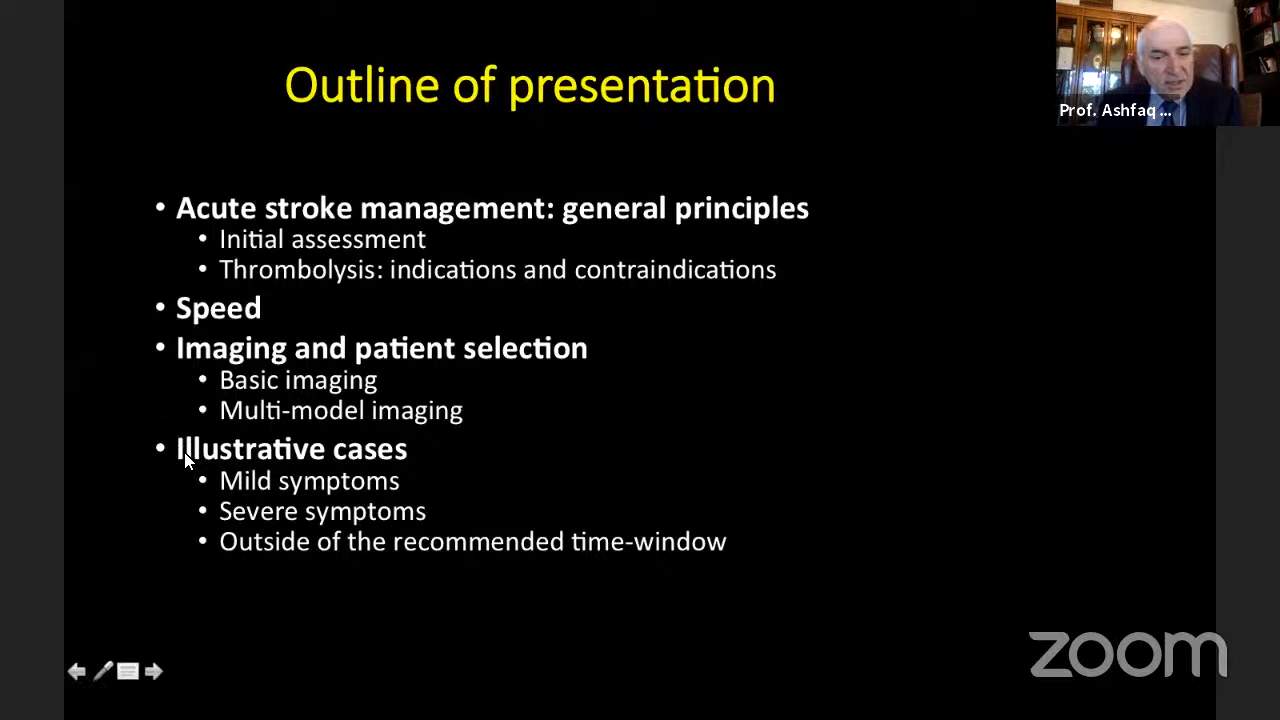 Outline of presentation
Prof. Ashfaq ...
• Acute stroke management: general principles
• Initial assessment
• Thrombolysis: indications and contraindications
• Speed
• Imaging and patient selection
• Basic imaging
• Multi-model imaging
• Illustrative cases
• Mild symptoms
• Severe symptoms
• Outside of the recommended time-window
zoom